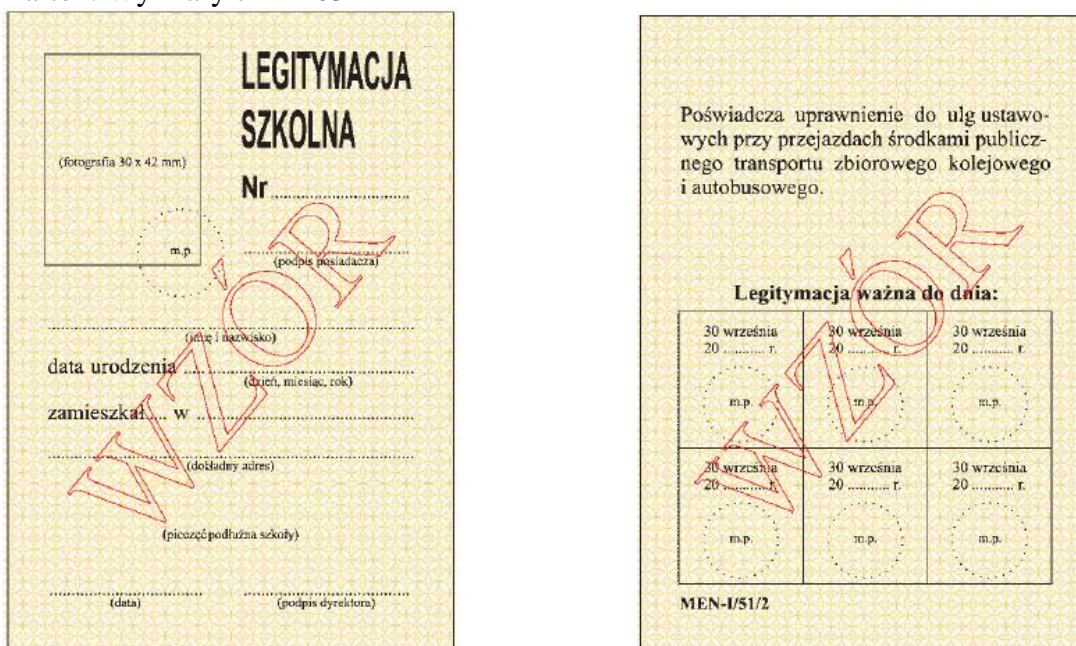 LEGITYMACJA
SZKOLNA
(fotografia 30 x 42 mm)
Nr ....................
m.p.
(podpis posiadacza)
(imię i nazwisko)
data urodzenia ....................
(dzień, miesiąc, rok)
zamieszkał.... w ....................
(dokładny adres)
(pieczęć podłużna szkoły)
(data) (podpis dyrektora)
WZÓR
Poświadcza uprawnienie do ulg ustawo-
wych przy przejazdach środkami publicz-
nego transportu zbiorowego kolejowego
i autobusowego.
Legitymacja ważna do dnia:
30 września 30 września 30 września
20 ........... r. 20 ........... r. 20 ........... r.
m.p. m.p. m.p.
30 września 30 września 30 września
20 ........... r. 20 ........... r. 20 ........... r.
m.p. m.p. m.p.
MEN-I/51/2
WZÓR